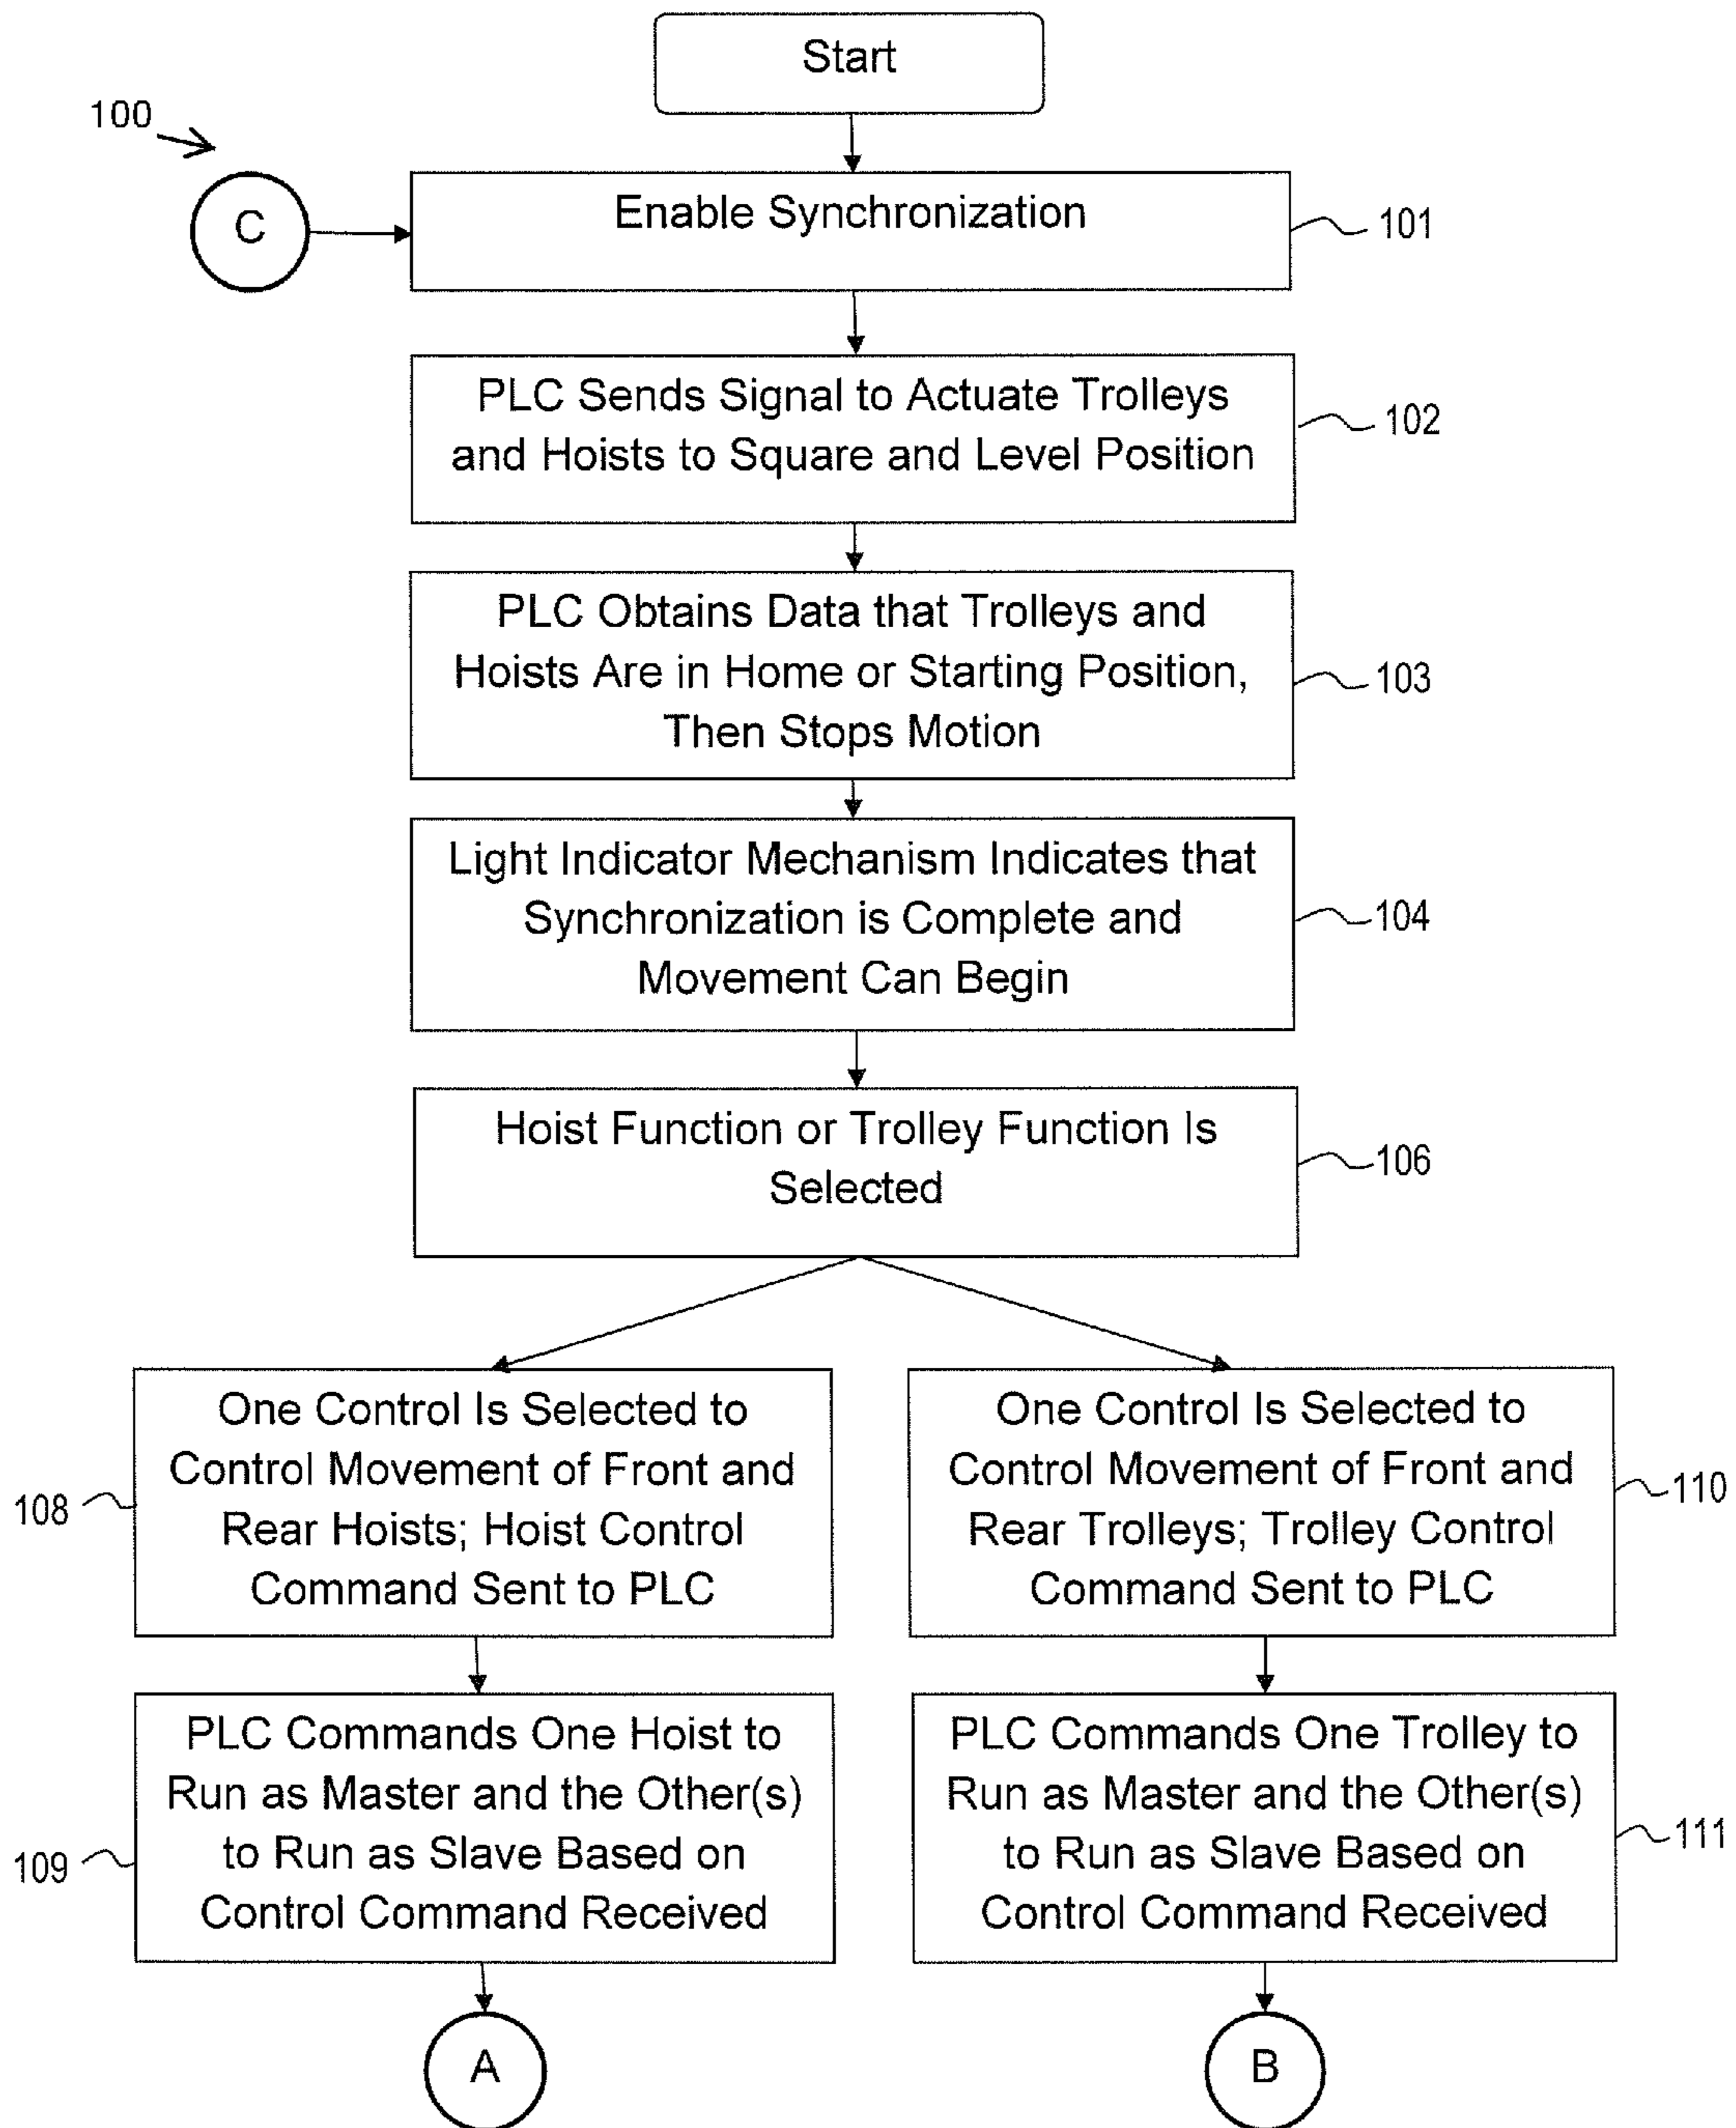 Start
100
C
Enable Synchronization
101
PLC Sends Signal to Actuate Trolleys
and Hoists to Square and Level Position
102
PLC Obtains Data that Trolleys and
Hoists Are in Home or Starting Position,
Then Stops Motion
103
Light Indicator Mechanism Indicates that
Synchronization is Complete and
Movement Can Begin
104
Hoist Function or Trolley Function Is
Selected
106
One Control Is Selected to
Control Movement of Front and
Rear Hoists; Hoist Control
Command Sent to PLC
108
One Control Is Selected to
Control Movement of Front and
Rear Trolleys; Trolley Control
Command Sent to PLC
110
PLC Commands One Hoist to
Run as Master and the Other(s)
to Run as Slave Based on
Control Command Received
109
PLC Commands One Trolley to
Run as Master and the Other(s)
to Run as Slave Based on
Control Command Received
111
A
B